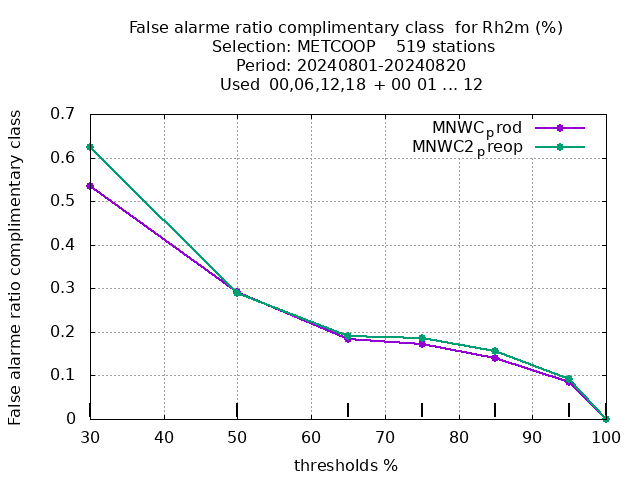 False alarme ratio complimentary class  for Rh2m (%)
Selection: METCOOP    519 stations
Period: 20240801-20240820
Used  00,06,12,18  + 00 01 ... 12
False alarme ratio complimentary class
0.7
0.6
0.5
0.4
0.3
0.2
0.1
0
MNWCprod
MNWC2preop
30 40 50 60 70 80 90 100
thresholds %